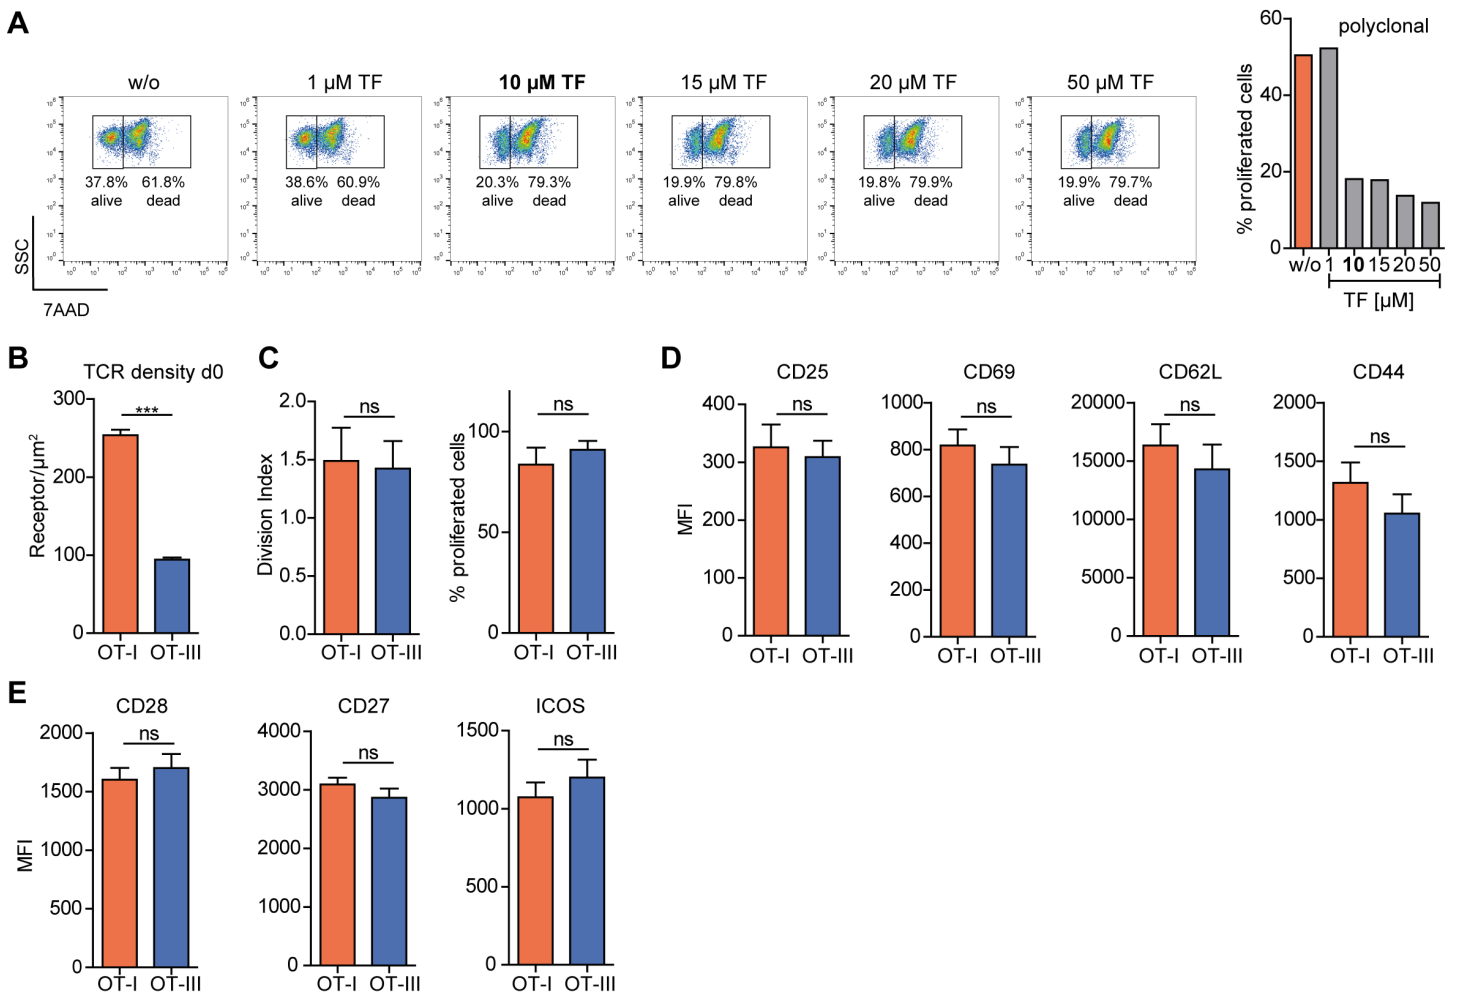 A
w/o
1 µM TF
10 µM TF
15 µM TF
20 µM TF
50 µM TF
37.8% 61.8%
alive dead
38.6% 60.9%
alive dead
20.3% 79.3%
alive dead
19.9% 79.8%
alive dead
19.8% 79.9%
alive dead
19.9% 79.7%
alive dead
SSC
7AAD
polyclonal
% proliferated cells
60
40
20
0
w/o 1 10 15 20 50
TF [µM]
B
TCR density d0
Receptor/µm²
300
200
100
0
***
OT-I OT-III
C
Division Index
2.0
1.5
1.0
0.5
0.0
ns
OT-I OT-III
% proliferated cells
100
50
0
ns
OT-I OT-III
D
CD25
MFI
400
300
200
100
0
ns
OT-I OT-III
CD69
1000
800
600
400
200
0
ns
OT-I OT-III
CD62L
20000
15000
10000
5000
0
ns
OT-I OT-III
CD44
2000
1500
1000
500
0
ns
OT-I OT-III
E
CD28
MFI
2000
1500
1000
500
0
ns
OT-I OT-III
CD27
4000
3000
2000
1000
0
ns
OT-I OT-III
ICOS
1500
1000
500
0
ns
OT-I OT-III